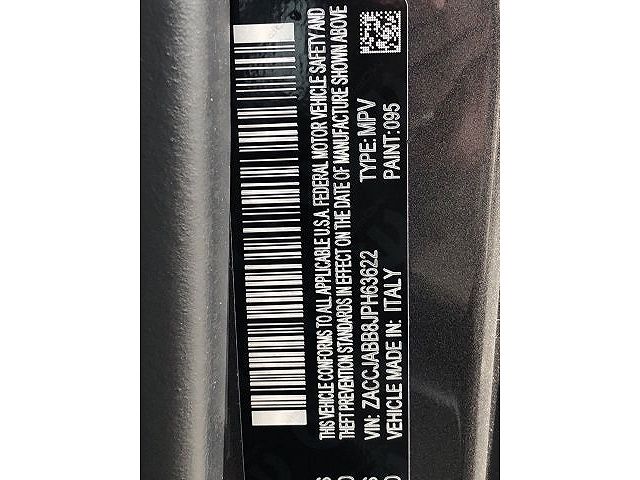 THIS VEHICLE CONFORMS TO ALL APPLICABLE U.S.A. FEDERAL MOTOR VEHICLE SAFETY AND
THEFT PREVENTION STANDARDS IN EFFECT ON THE DATE OF MANUFACTURE SHOWN ABOVE
VIN: ZACCJABB8JPH63622 TYPE: MPV
VEHICLE MADE IN: ITALY PAINT: 095